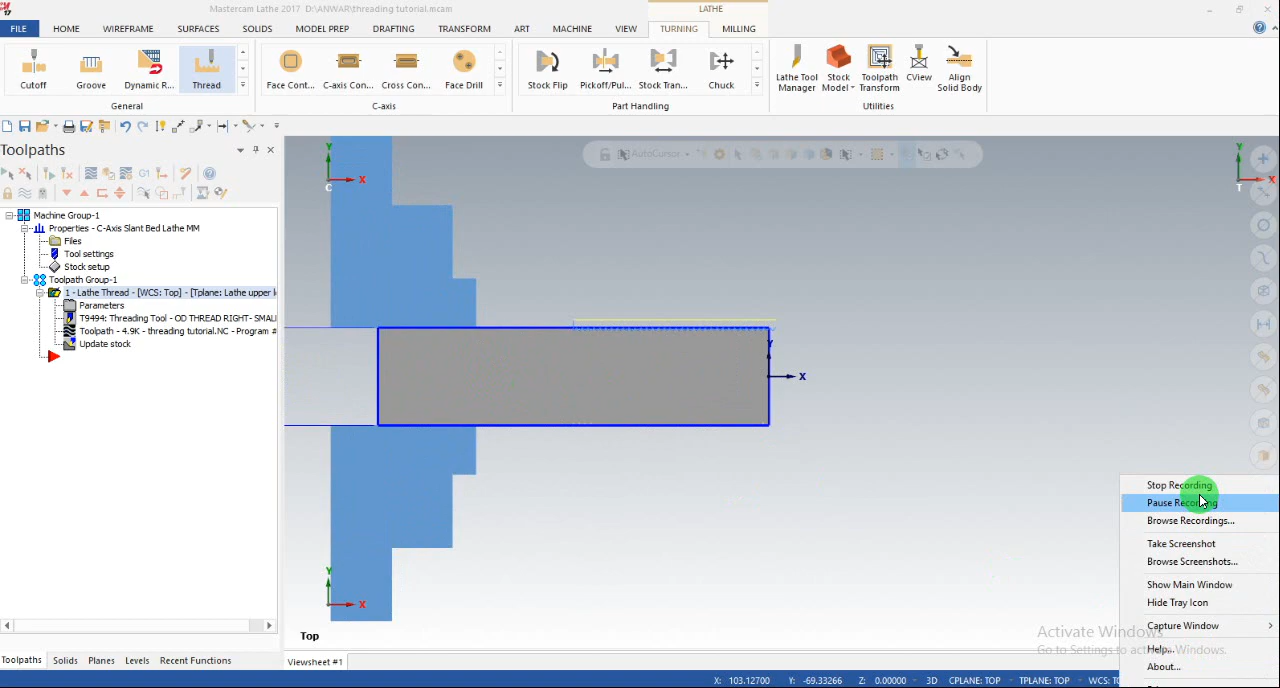 17
Mastercam Lathe 2017 D:\ANWAR\threading tutorial.mcam
LATHE
FILE HOME WIREFRAME SURFACES SOLIDS MODEL PREP DRAFTING TRANSFORM ART MACHINE VIEW TURNING MILLING
Cutoff Groove Dynamic R... Thread Face Cont... C-axis Con... Cross Con... Face Drill Stock Flip Pickoff/Pul... Stock Tran... Chuck Lathe Tool Manager Stock Model Toolpath Transform CView Align Solid Body
General C-axis Part Handling Utilities
AutoCursor
Toolpaths
G1
Machine Group-1
Properties - C-Axis Slant Bed Lathe MM
Files
Tool settings
Stock setup
Toolpath Group-1
1 - Lathe Thread - [WCS: Top] - [Tplane: Lathe upper l
Parameters
T9494: Threading Tool - OD THREAD RIGHT- SMAL
Toolpath - 4.9K - threading tutorial.NC - Program #
Update stock
Y
X
C
Y
X
T
Y
X
Y
X
Top
Stop Recording
Pause Recording
Browse Recordings...
Take Screenshot
Browse Screenshots...
Show Main Window
Hide Tray Icon
Capture Window
Help...
About...
Activate Windows
Go to Settings to activate Windows.
Toolpaths Solids Planes Levels Recent Functions
Viewsheet #1
X: 103.12700 Y: -69.33266 Z: 0.00000 3D CPLANE: TOP TPLANE: TOP WCS: TO